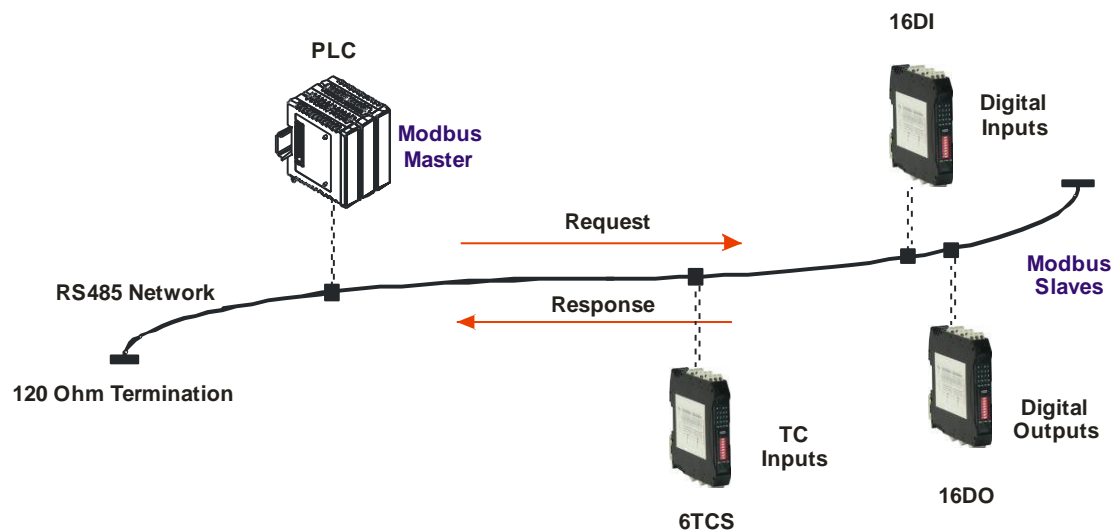 16DI
PLC
Digital
Inputs
Modbus
Master
Request
RS485 Network
Modbus
Slaves
Response
120 Ohm Termination
TC
Inputs
Digital
Outputs
16DO
6TCS